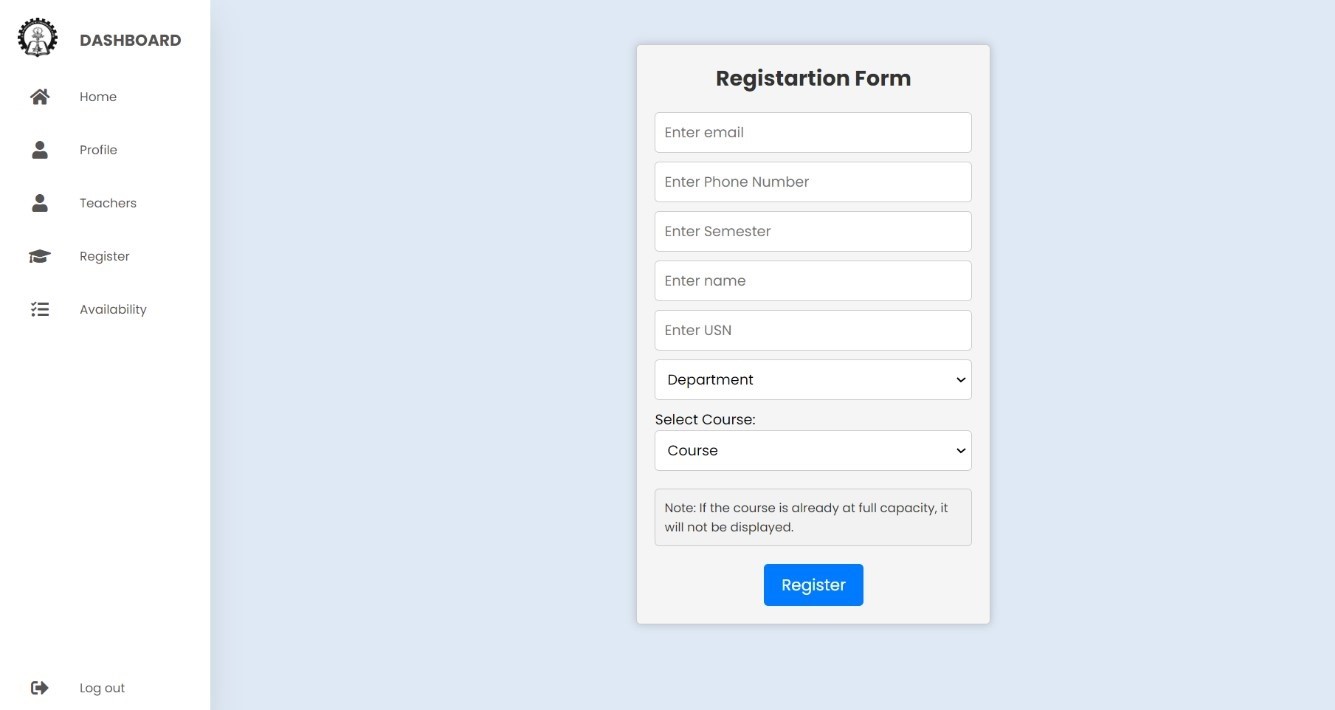 DASHBOARD
Home
Profile
Teachers
Register
Availability
Log out
Registartion Form
Enter email
Enter Phone Number
Enter Semester
Enter name
Enter USN
Department
Select Course:
Course
Note: If the course is already at full capacity, it
will not be displayed.
Register